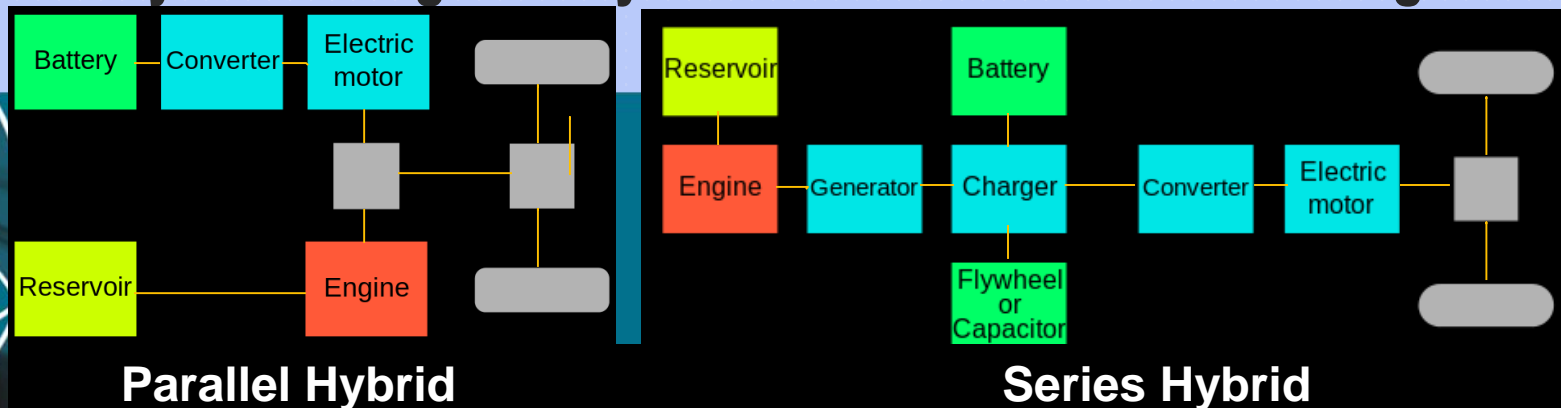 Battery
Converter
Electric
motor
Reservoir
Engine
Parallel Hybrid
Reservoir
Battery
Engine
Generator
Charger
Converter
Electric
motor
Flywheel
or
Capacitor
Series Hybrid